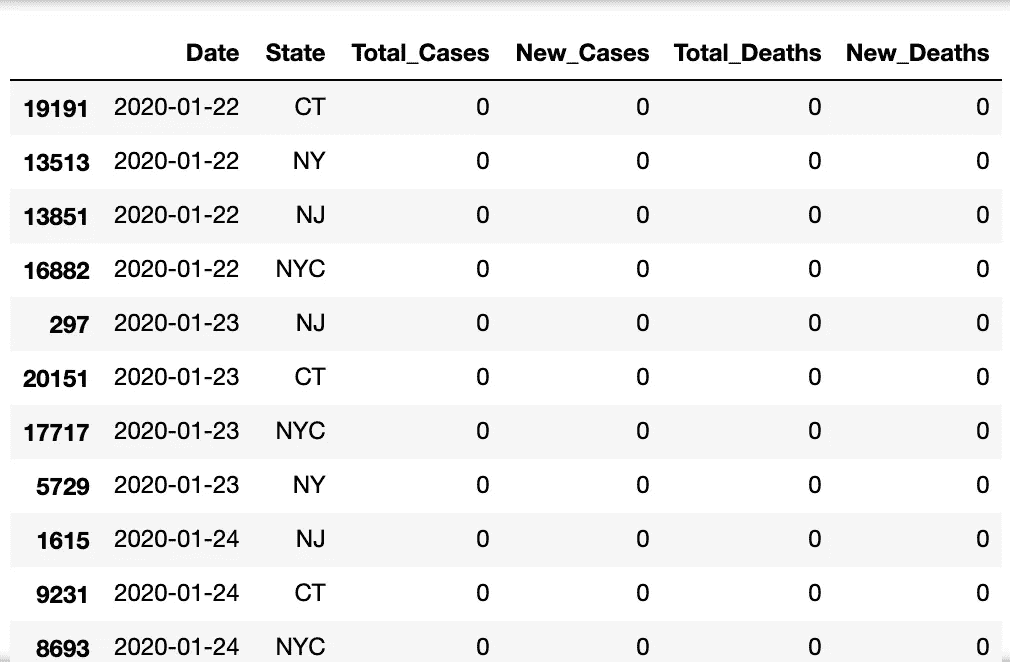 Date State Total_Cases New_Cases Total_Deaths New_Deaths
19191 2020-01-22 CT 0 0 0 0
13513 2020-01-22 NY 0 0 0 0
13851 2020-01-22 NJ 0 0 0 0
16882 2020-01-22 NYC 0 0 0 0
297 2020-01-23 NJ 0 0 0 0
20151 2020-01-23 CT 0 0 0 0
17717 2020-01-23 NYC 0 0 0 0
5729 2020-01-23 NY 0 0 0 0
1615 2020-01-24 NJ 0 0 0 0
9231 2020-01-24 CT 0 0 0 0
8693 2020-01-24 NYC 0 0 0 0